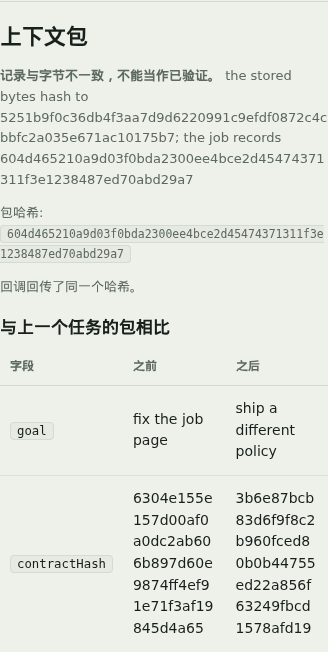 上下文包
记录与字节不一致，不能当作已验证。 the stored
bytes hash to
5251b9f0c36db4f3aa7d9d6220991c9efdf0872c4c
bbfc2a035e671ac10175b7; the job records
604d465210a9d03f0bda2300ee4bce2d45474371
311f3e1238487ed70abd29a7
包哈希:
604d465210a9d03f0bda2300ee4bce2d45474371311f3e
1238487ed70abd29a7
回调回传了同一个哈希。
与上一个任务的包相比
字段 之前 之后
goal
fix the job
page
ship a
different
policy
contractHash
6304e155e
157d00af0
a0dc2ab60
6b897d60e
9874ff4ef9
1e71f3af19
845d4a65
3b6e87bcb
83d6f9f8c2
b960fced8
0b0b44755
ed22a856f
63249fbcd
1578afd19